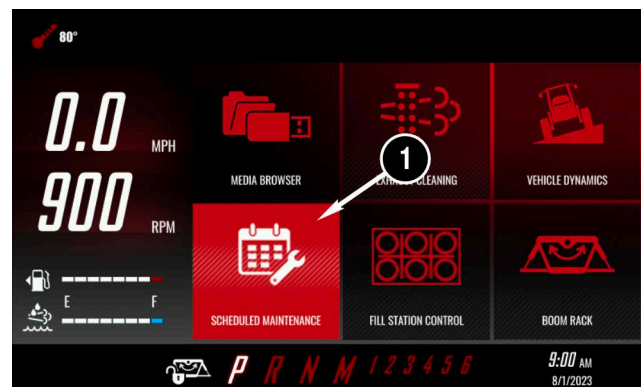 80°
0.0 MPH
900 RPM
E F
MEDIA BROWSER
EXHAUST CLEANING
VEHICLE DYNAMICS
1
SCHEDULED MAINTENANCE
FILL STATION CONTROL
BOOM RACK
P R N M 1 2 3 4 5 6
9:00 AM
8/1/2023